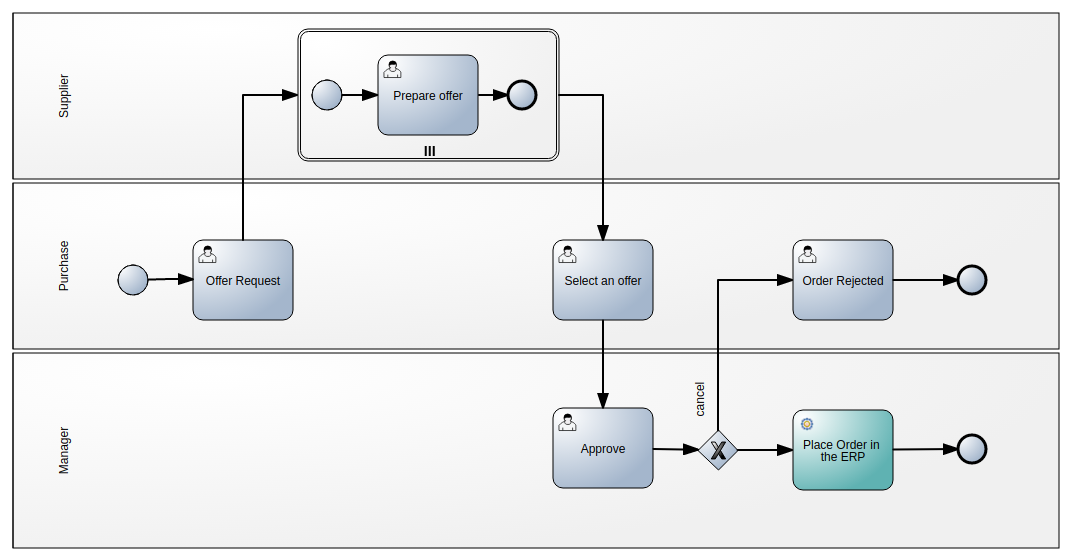 Supplier
Prepare offer
Purchase
Offer Request
Select an offer
Order Rejected
cancel
Manager
Approve
X
Place Order in
the ERP